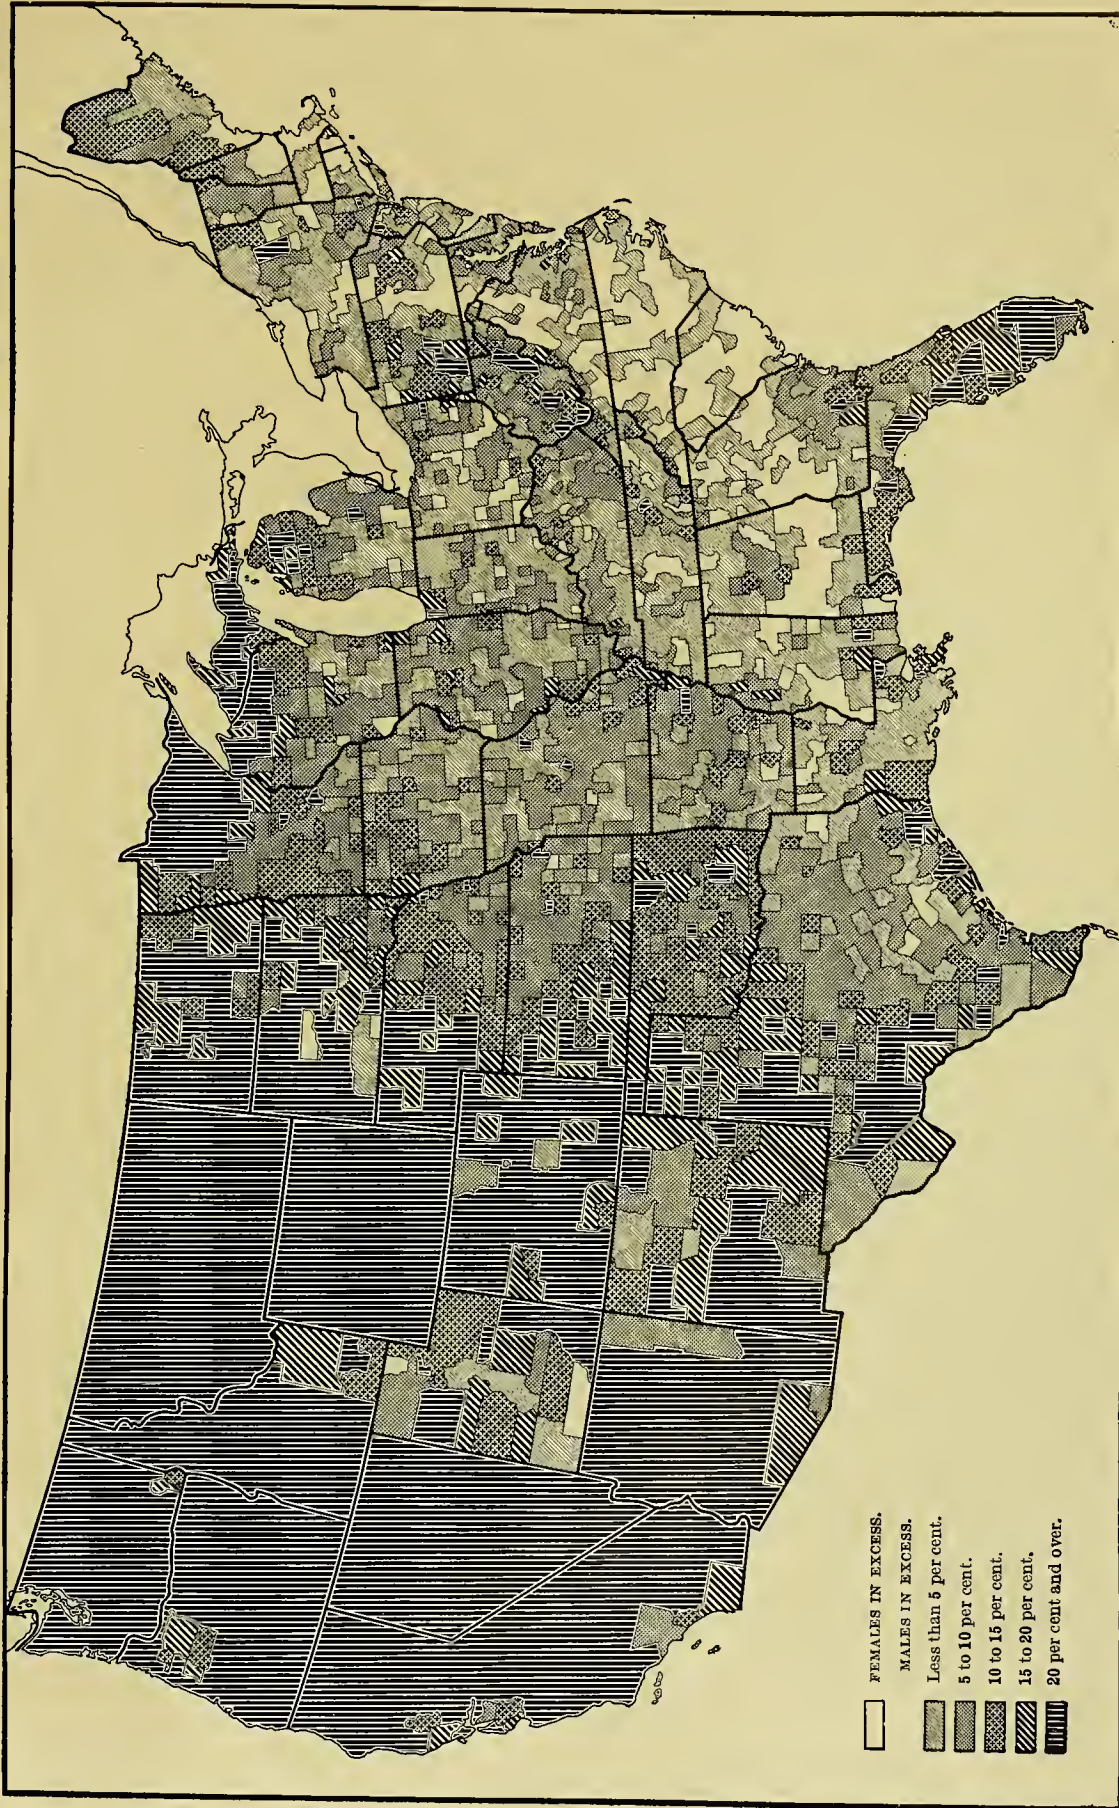 FEMALES IN EXCESS.
MALES IN EXCESS.
Less than 5 per cent.
5 to 10 per cent.
10 to 15 per cent.
15 to 20 per cent.
20 per cent and over.